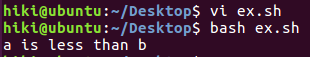 hiki@ubuntu:~/Desktop$ vi ex.sh
hiki@ubuntu:~/Desktop$ bash ex.sh
a is less than b